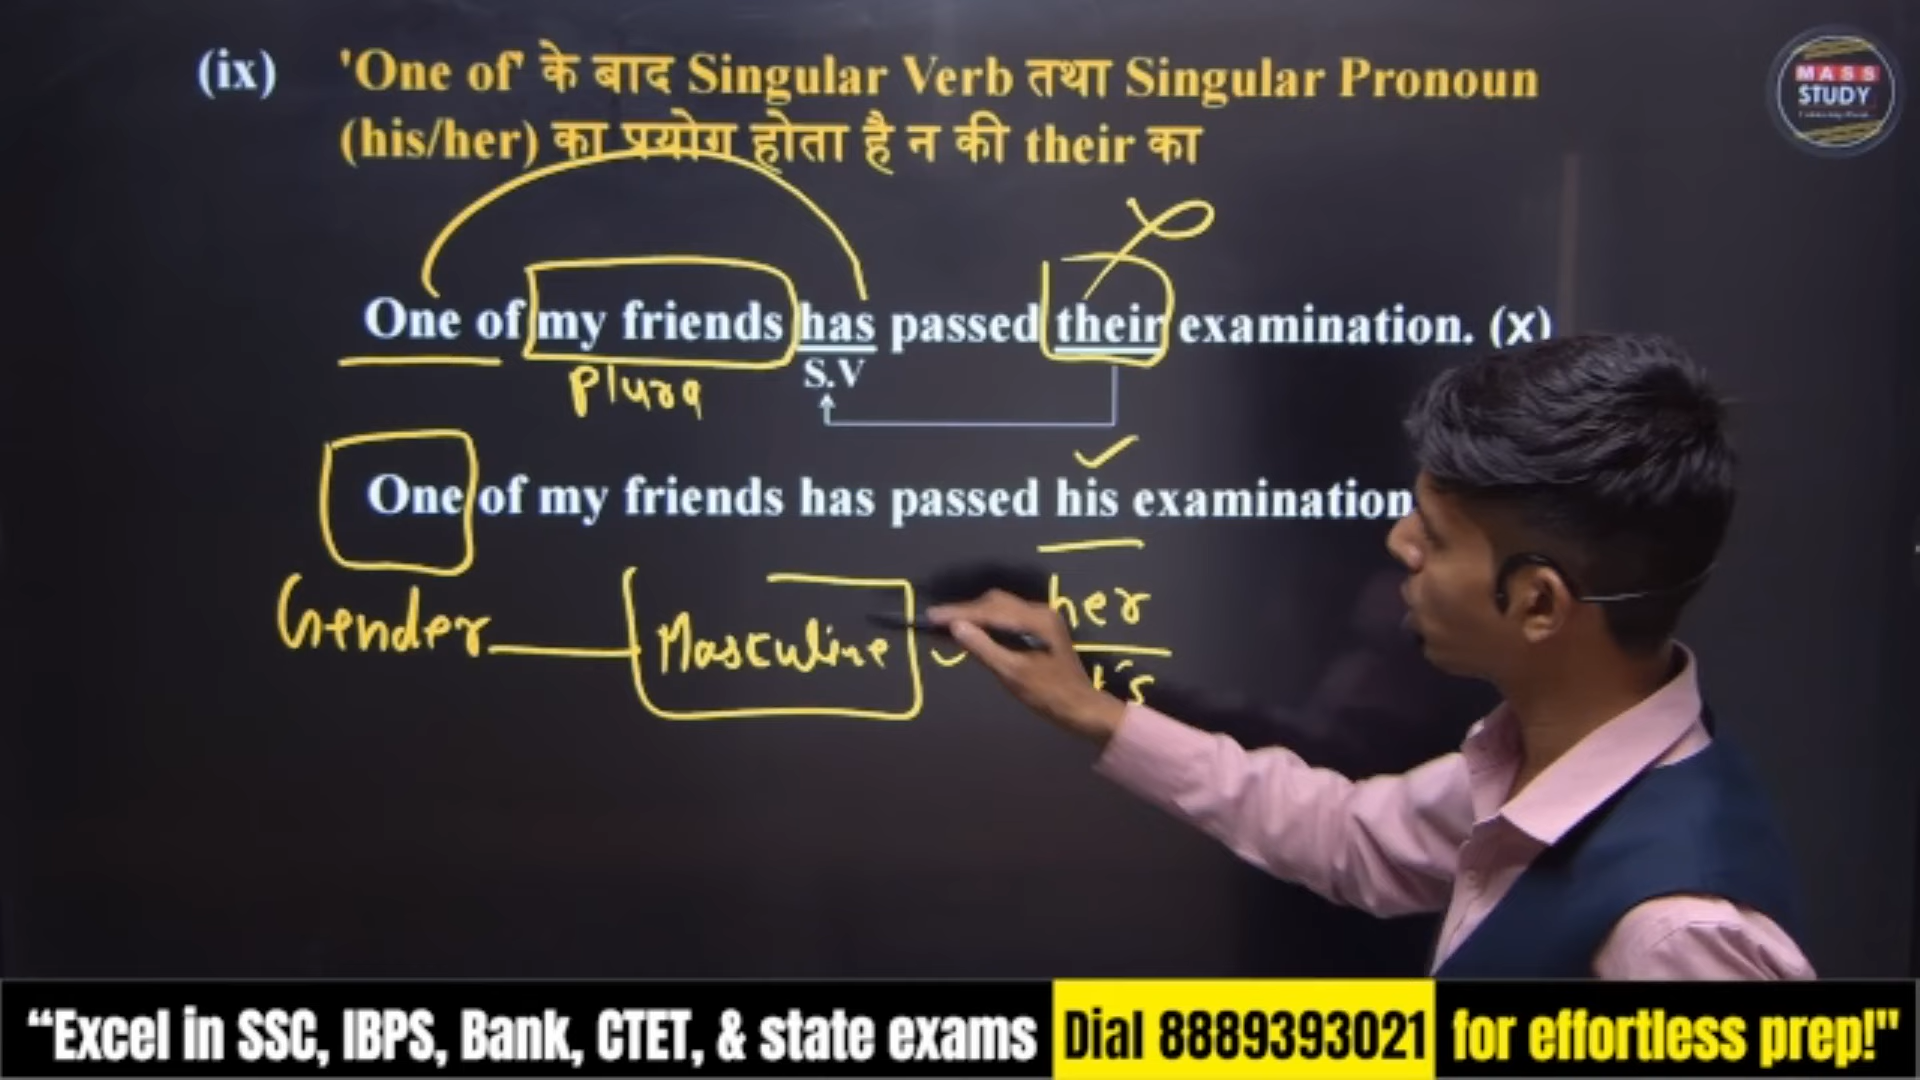 (ix) 'One of' के बाद Singular Verb तथा Singular Pronoun
(his/her) का प्रयोग होता है न की their का
MASS
STUDY
One of my friends has passed their examination. (x)
Plura
S.V
One of my friends has passed his examination
Gender
Masculine
her
"Excel in SSC, IBPS, Bank, CTET, & state exams Dial 8889393021 for effortless prep!"